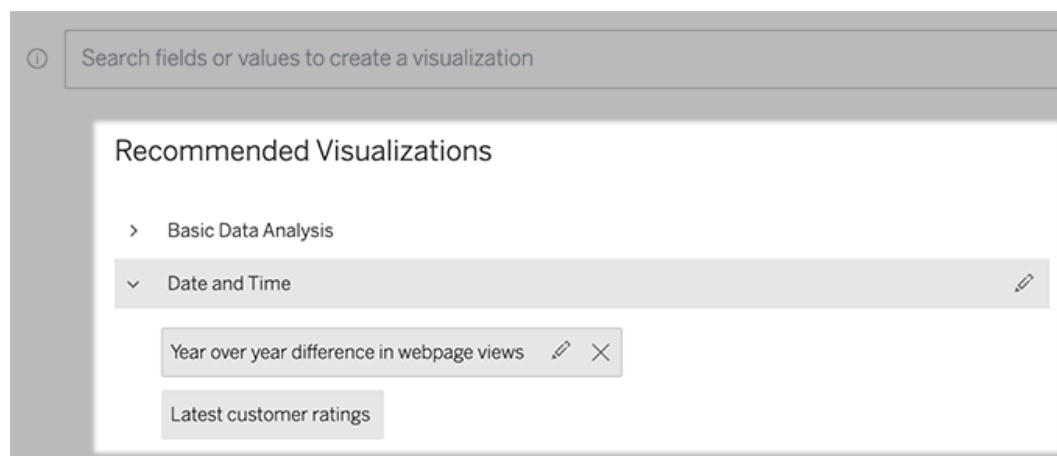 Search fields or values to create a visualization
Recommended Visualizations
Basic Data Analysis
Date and Time
Year over year difference in webpage views
Latest customer ratings